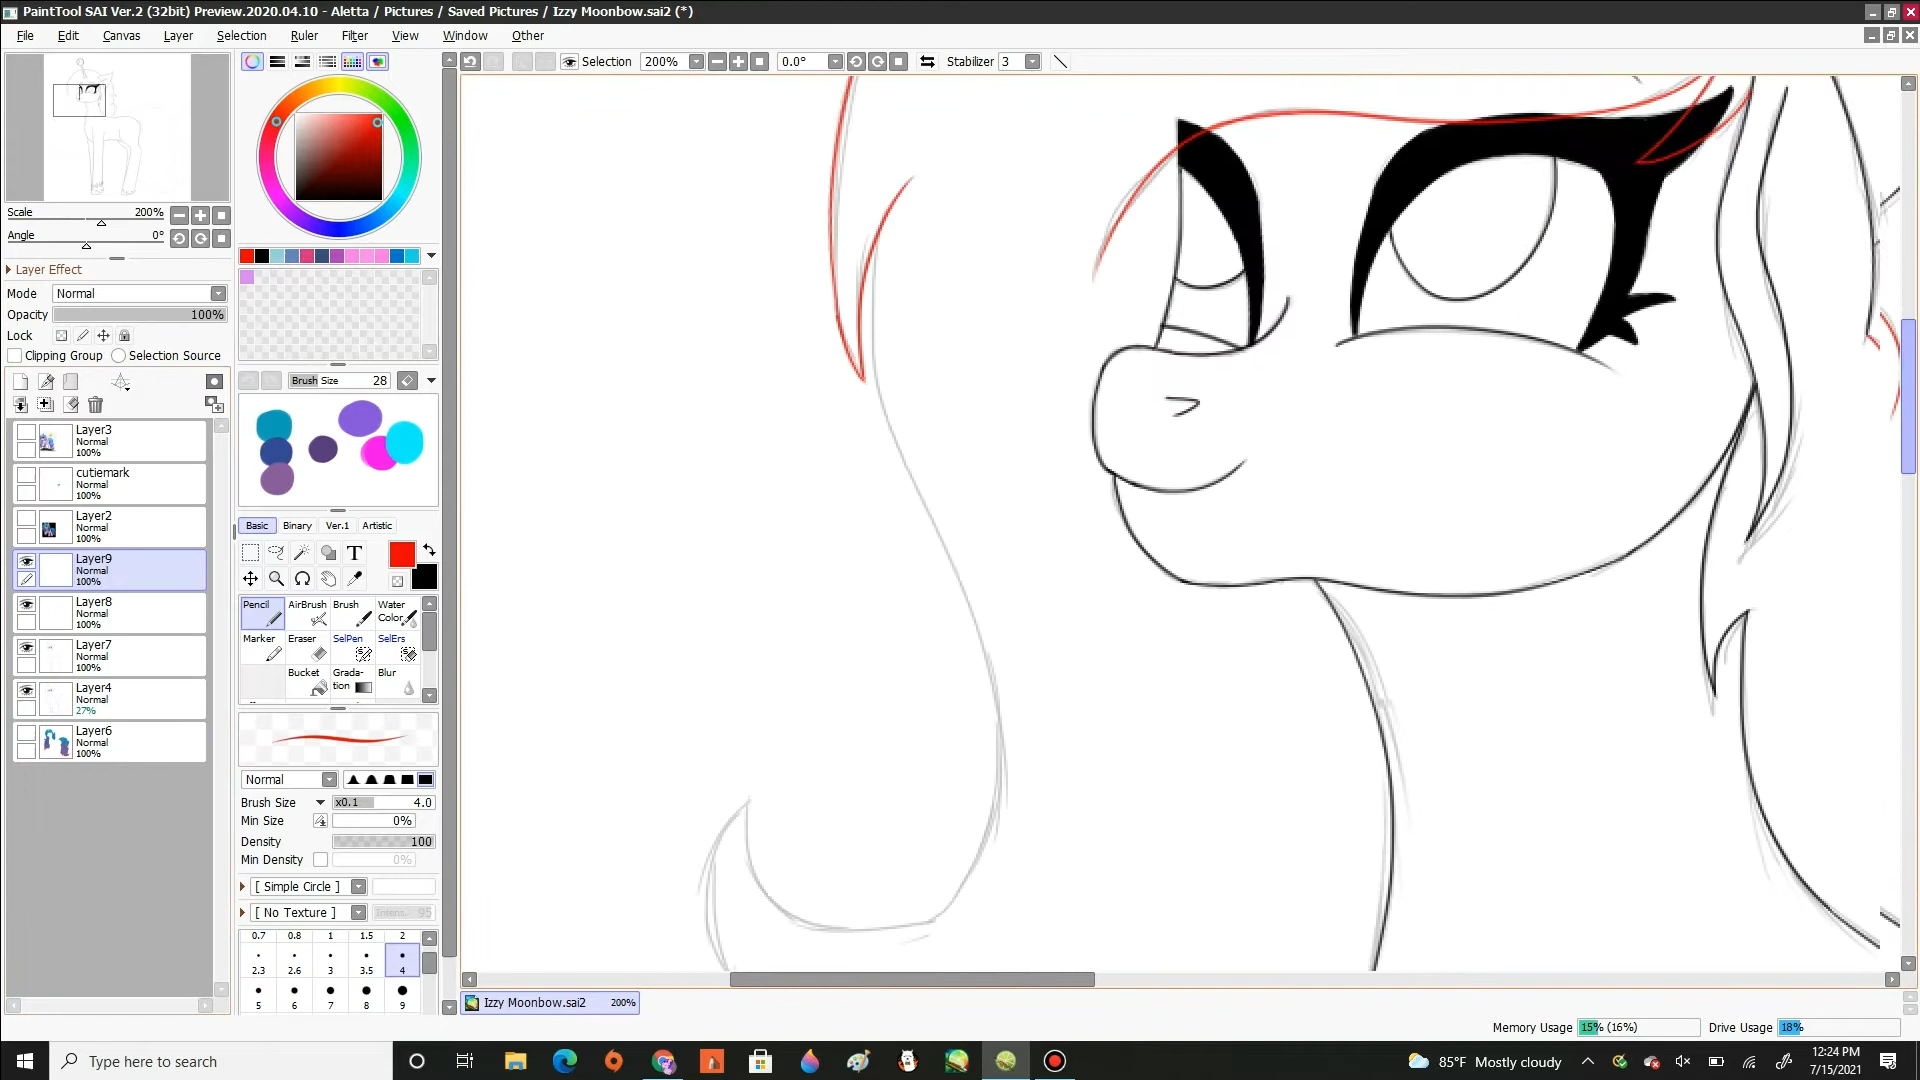 PaintTool SAI Ver.2 (32bit) Preview.2020.04.10 - Aletta / Pictures / Saved Pictures / Izzy Moonbow.sai2 (*)
File Edit Canvas Layer Selection Ruler Filter View Window Other
Selection 200% 0.0° Stabilizer 3
Scale 200%
Angle 0°
Layer Effect
Mode Normal
Opacity 100%
Lock
Clipping Group Selection Source
Layer3
Normal
100%
cutiemark
Normal
100%
Layer2
Normal
100%
Layer9
Normal
100%
Layer8
Normal
100%
Layer7
Normal
100%
Layer4
Normal
27%
Layer6
Normal
100%
Brush Size 28
Basic Binary Ver.1 Artistic
T
Pencil AirBrush Brush Water Color
Marker Eraser SelPen SelErs
Bucket Grada-tion Blur
Normal
Brush Size x0.1 4.0
Min Size 0%
Density 100
Min Density 0%
[ Simple Circle ]
[ No Texture ] Intens. 95
0.7 0.8 1 1.5 2
2.3 2.6 3 3.5 4
5 6 7 8 9
Izzy Moonbow.sai2 200%
Memory Usage 15% (16%) Drive Usage 18%
Type here to search
85°F Mostly cloudy
12:24 PM
7/15/2021